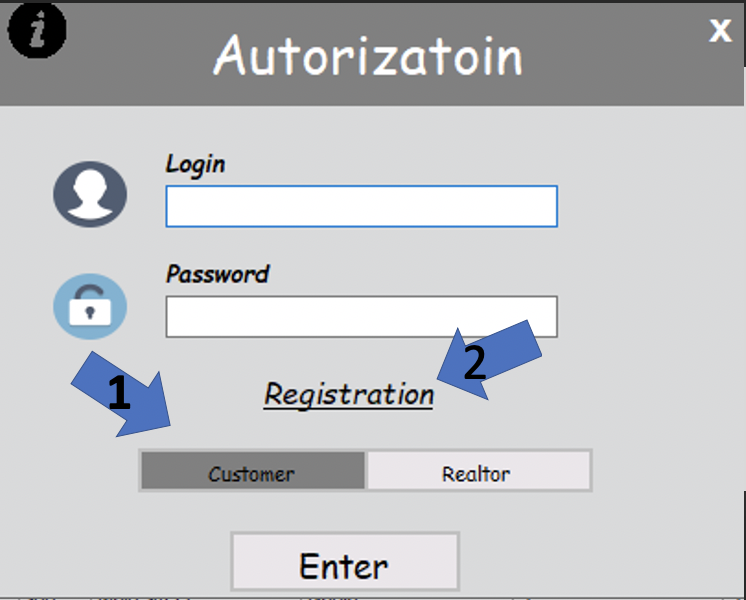 i
X
Autorizatoin
Login
Password
1
2
Registration
Customer Realtor
Enter